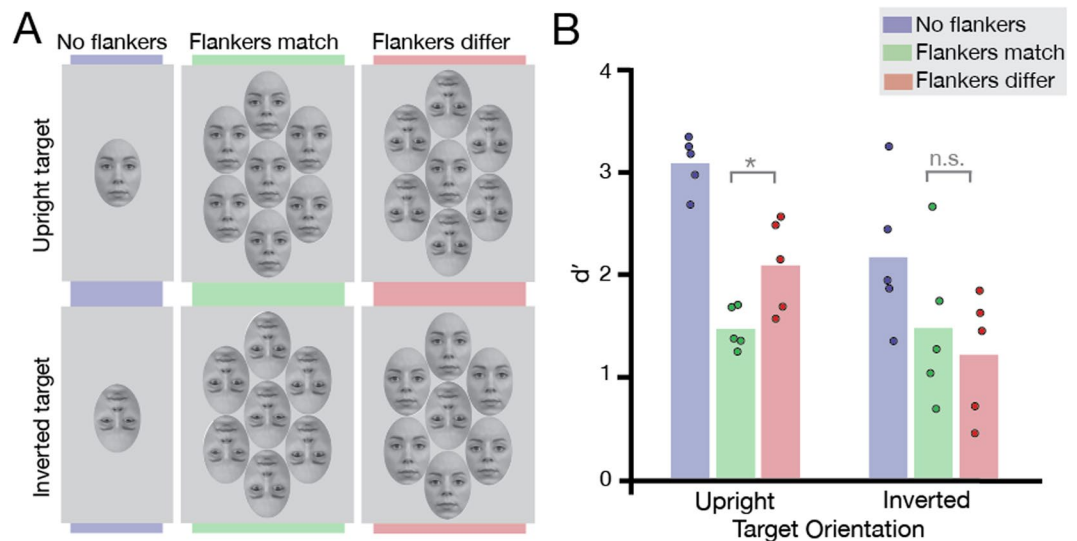 A
No flankers
Flankers match
Flankers differ
Upright target
Inverted target
B
No flankers
Flankers match
Flankers differ
4
3
2
1
0
d′
*
n.s.
Upright
Inverted
Target Orientation